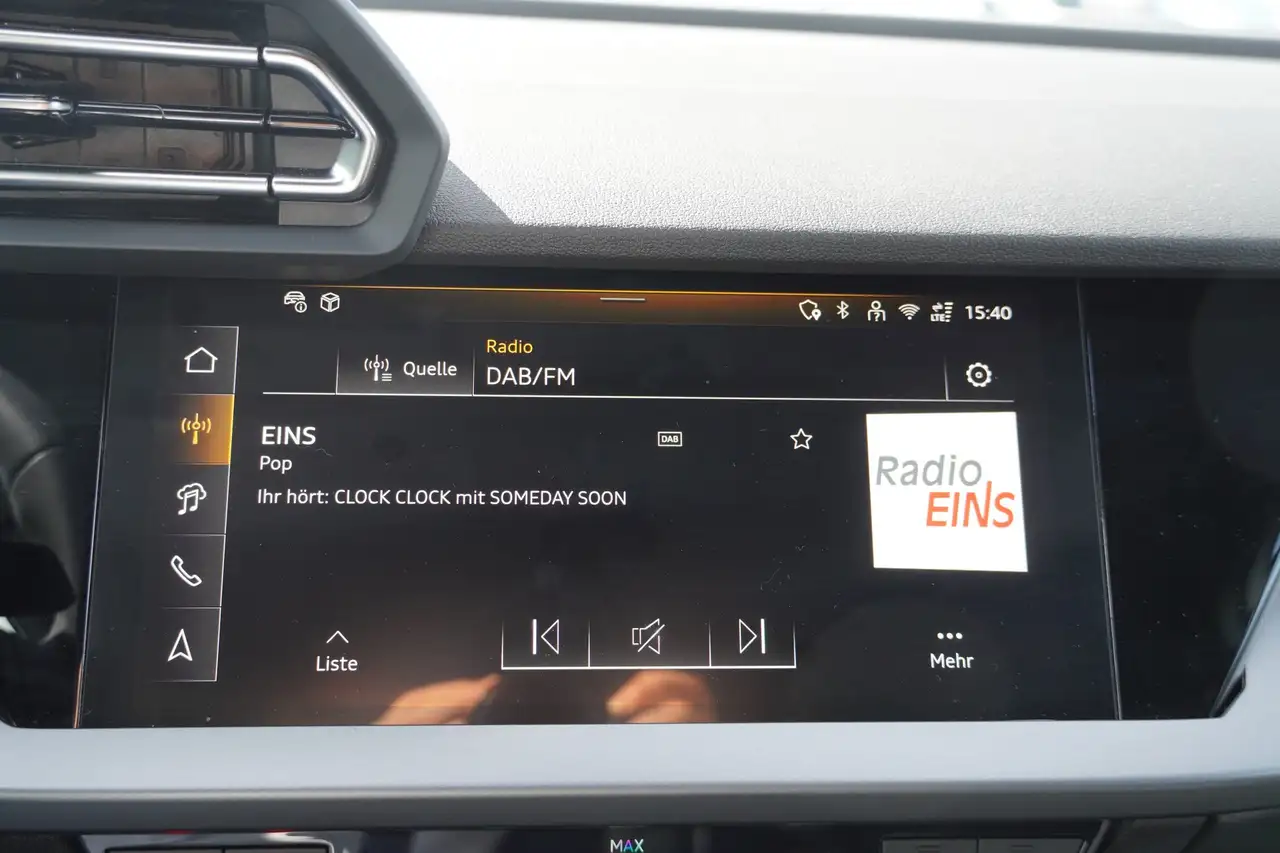 LTE
15:40
Quelle
Radio
DAB/FM
EINS
DAB
Pop
Ihr hört: CLOCK CLOCK mit SOMEDAY SOON
Radio
EINS
Liste
Mehr
MAX